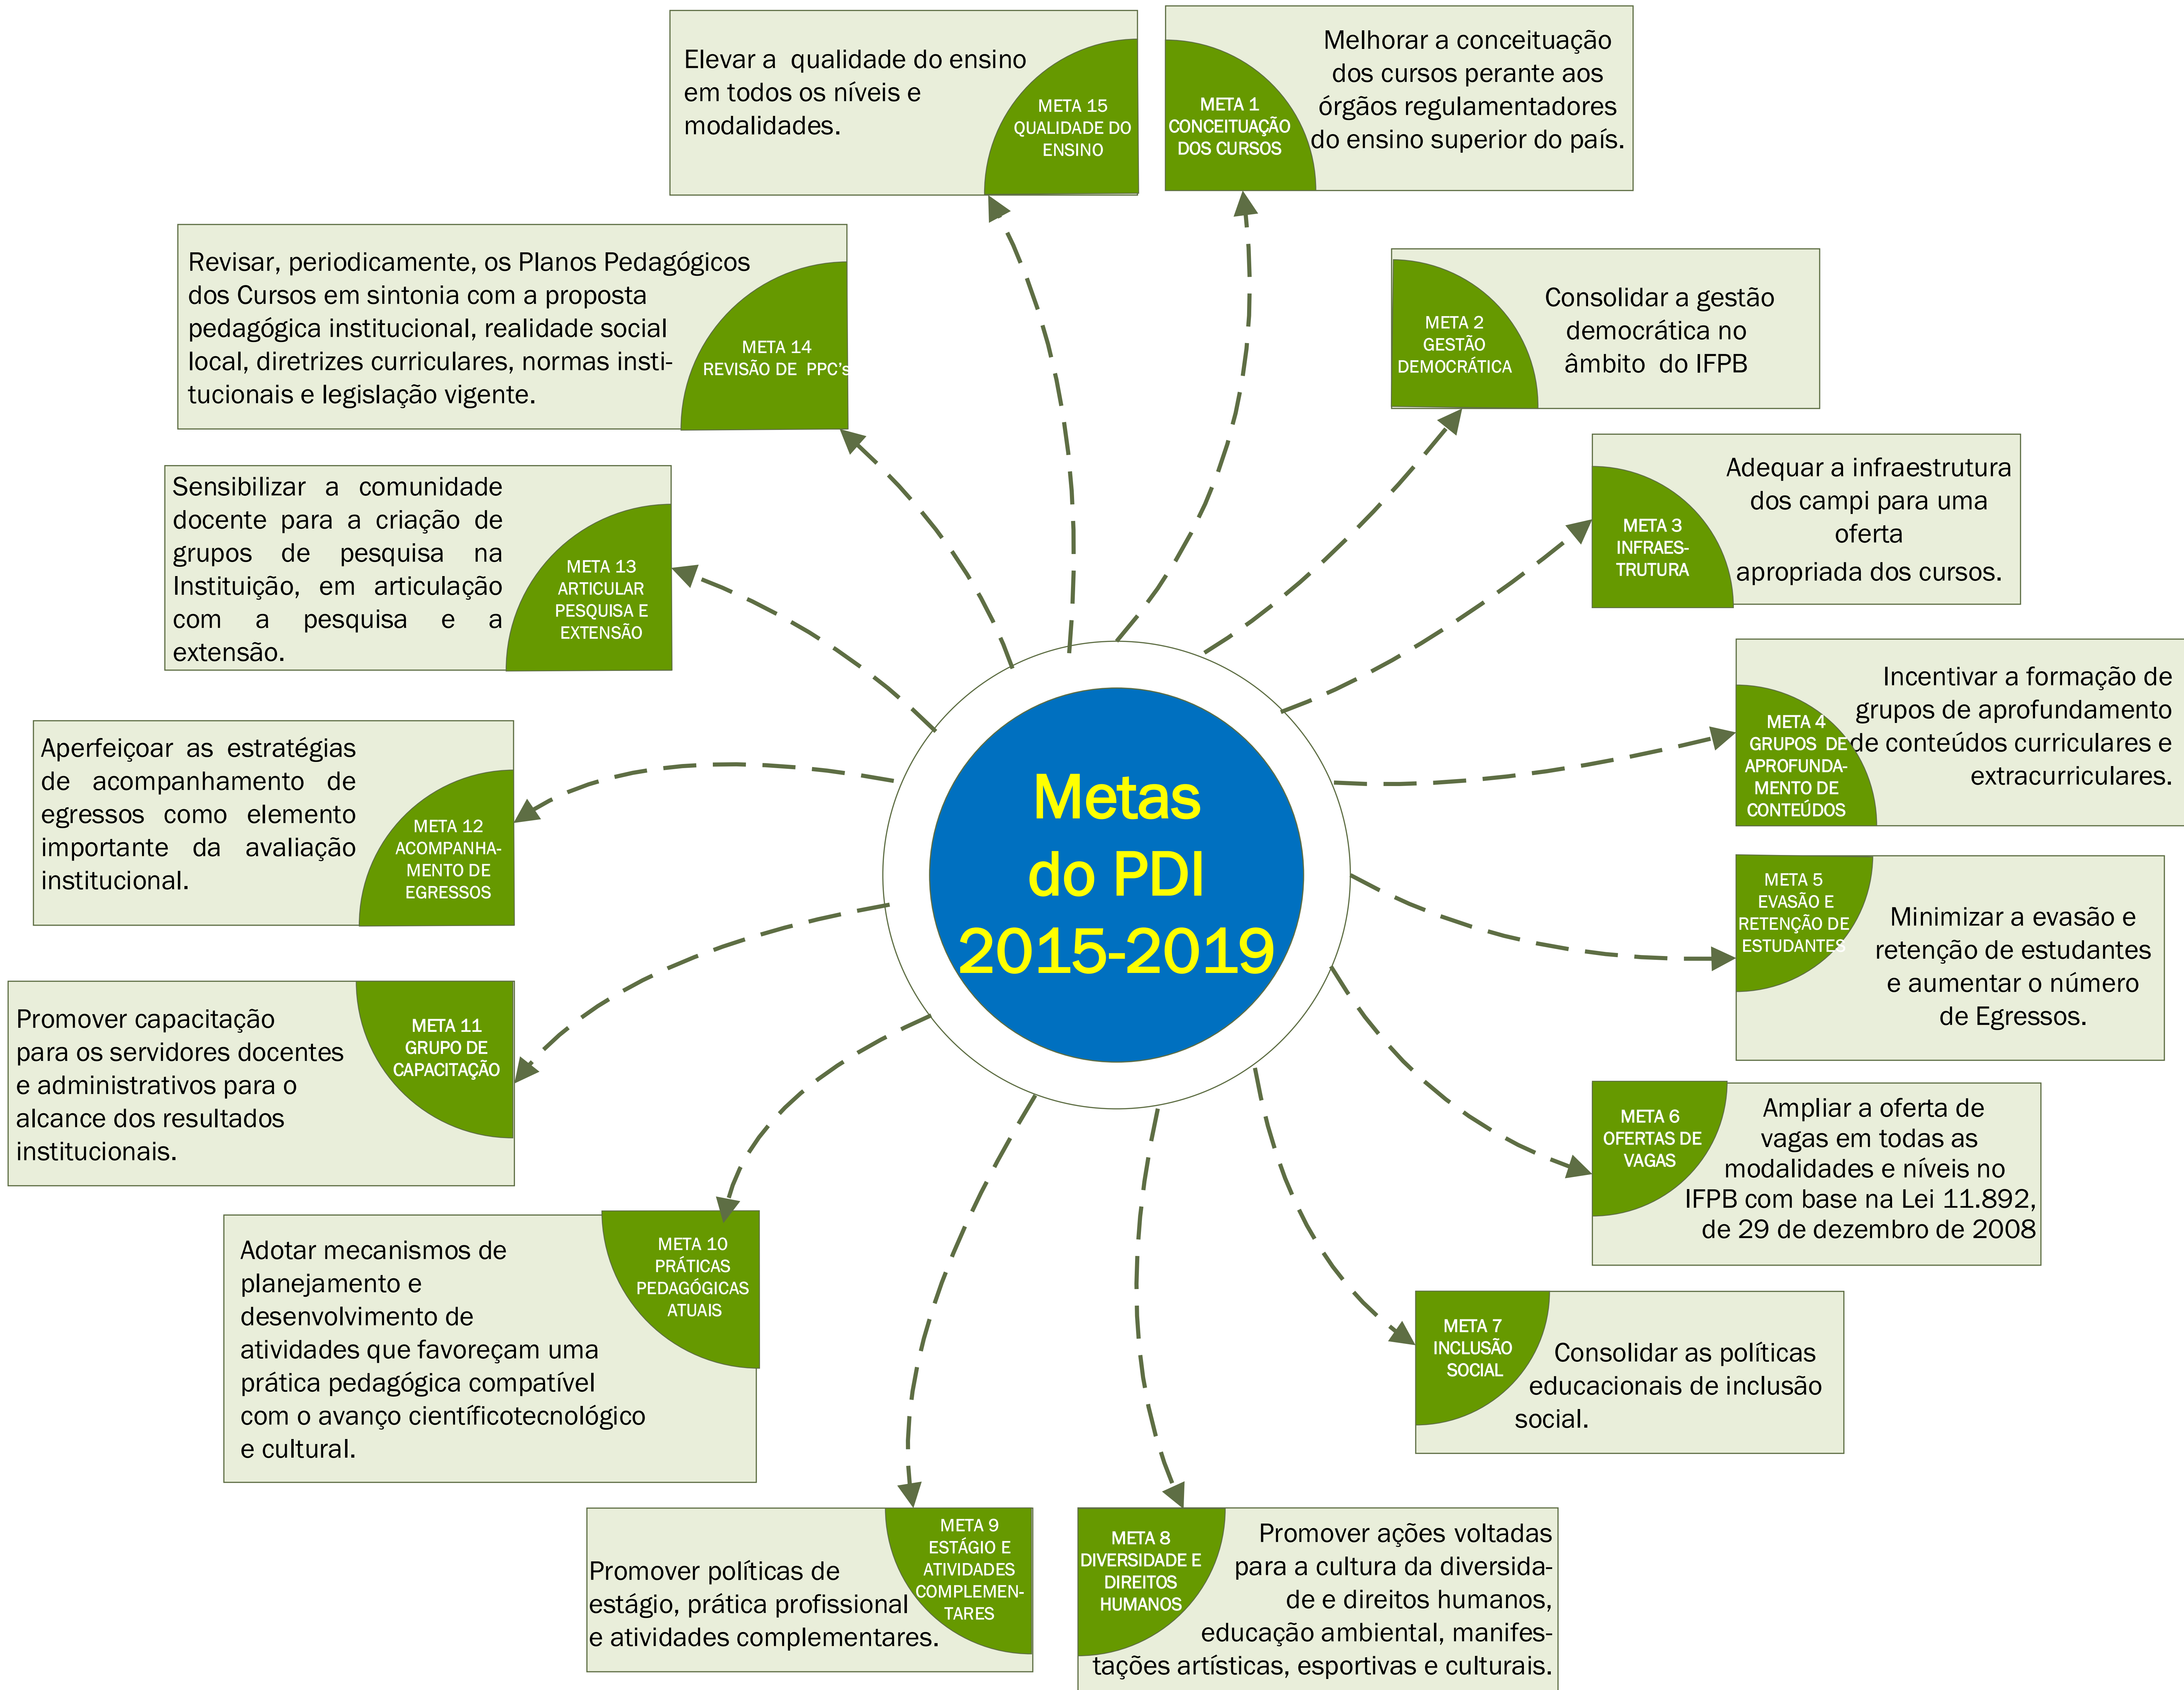 Metas
do PDI
2015-2019
META 1
CONCEITUAÇÃO
DOS CURSOS
Melhorar a conceituação
dos cursos perante aos
órgãos regulamentadores
do ensino superior do país.
META 2
GESTÃO
DEMOCRÁTICA
Consolidar a gestão
democrática no
âmbito do IFPB
META 3
INFRAES-
TRUTURA
Adequar a infraestrutura
dos campi para uma
oferta
apropriada dos cursos.
META 4
GRUPOS DE
APROFUNDA-
MENTO DE
CONTEÚDOS
Incentivar a formação de
grupos de aprofundamento
de conteúdos curriculares e
extracurriculares.
META 5
EVASÃO E
RETENÇÃO DE
ESTUDANTES
Minimizar a evasão e
retenção de estudantes
e aumentar o número
de Egressos.
META 6
OFERTAS DE
VAGAS
Ampliar a oferta de
vagas em todas as
modalidades e níveis no
IFPB com base na Lei 11.892,
de 29 de dezembro de 2008
META 7
INCLUSÃO
SOCIAL
Consolidar as políticas
educacionais de inclusão
social.
META 8
DIVERSIDADE E
DIREITOS
HUMANOS
Promover ações voltadas
para a cultura da diversida-
de e direitos humanos,
educação ambiental, manifes-
tações artísticas, esportivas e culturais.
META 9
ESTÁGIO E
ATIVIDADES
COMPLEMEN-
TARES
Promover políticas de
estágio, prática profissional
e atividades complementares.
META 10
PRÁTICAS
PEDAGÓGICAS
ATUAIS
Adotar mecanismos de
planejamento e
desenvolvimento de
atividades que favoreçam uma
prática pedagógica compatível
com o avanço científicotecnológico
e cultural.
META 11
GRUPO DE
CAPACITAÇÃO
Promover capacitação
para os servidores docentes
e administrativos para o
alcance dos resultados
institucionais.
META 12
ACOMPANHA-
MENTO DE
EGRESSOS
Aperfeiçoar as estratégias
de acompanhamento de
egressos como elemento
importante da avaliação
institucional.
META 13
ARTICULAR
PESQUISA E
EXTENSÃO
Sensibilizar a comunidade
docente para a criação de
grupos de pesquisa na
Instituição, em articulação
com a pesquisa e a
extensão.
META 14
REVISÃO DE PPC's
Revisar, periodicamente, os Planos Pedagógicos
dos Cursos em sintonia com a proposta
pedagógica institucional, realidade social
local, diretrizes curriculares, normas insti-
tucionais e legislação vigente.
META 15
QUALIDADE DO
ENSINO
Elevar a qualidade do ensino
em todos os níveis e
modalidades.